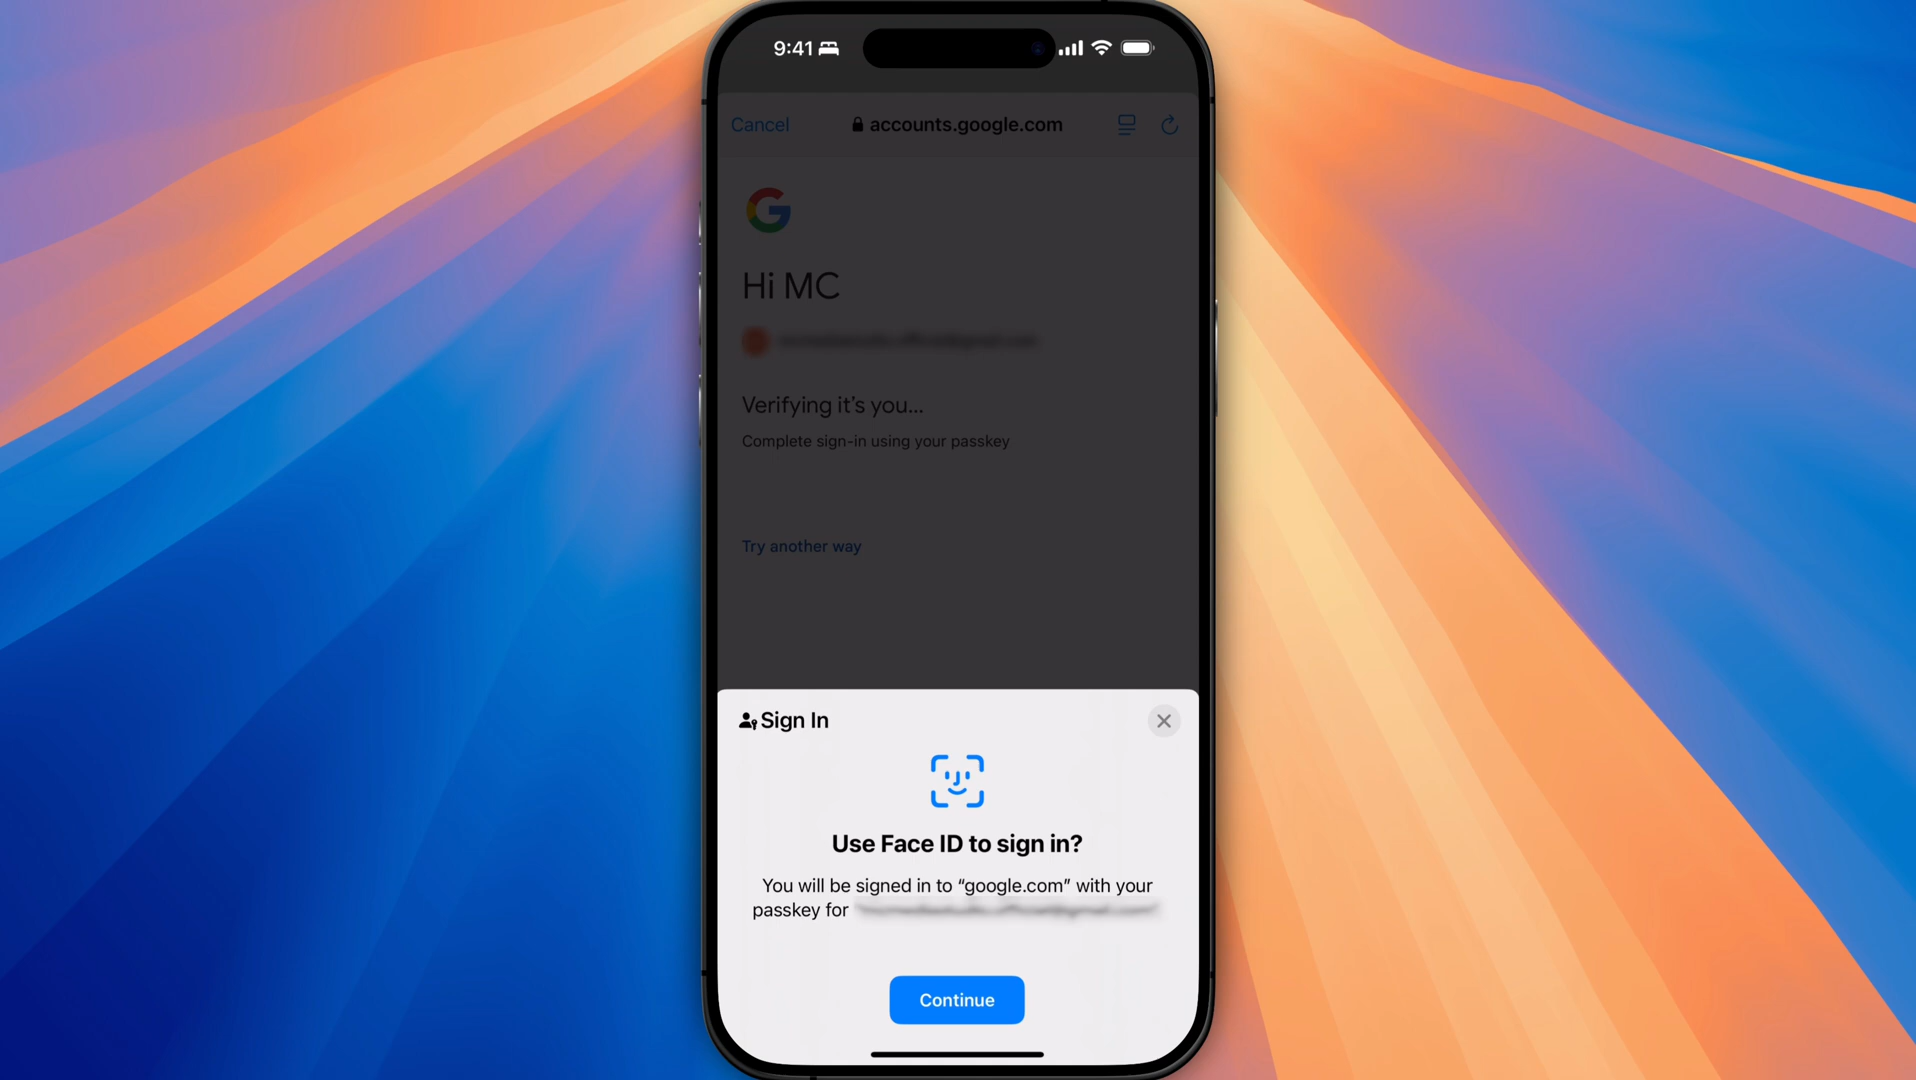 9:41
Cancel
accounts.google.com
Hi MC
Verifying it's you...
Complete sign-in using your passkey
Try another way
Sign In
Use Face ID to sign in?
You will be signed in to “google.com” with your
passkey for
Continue